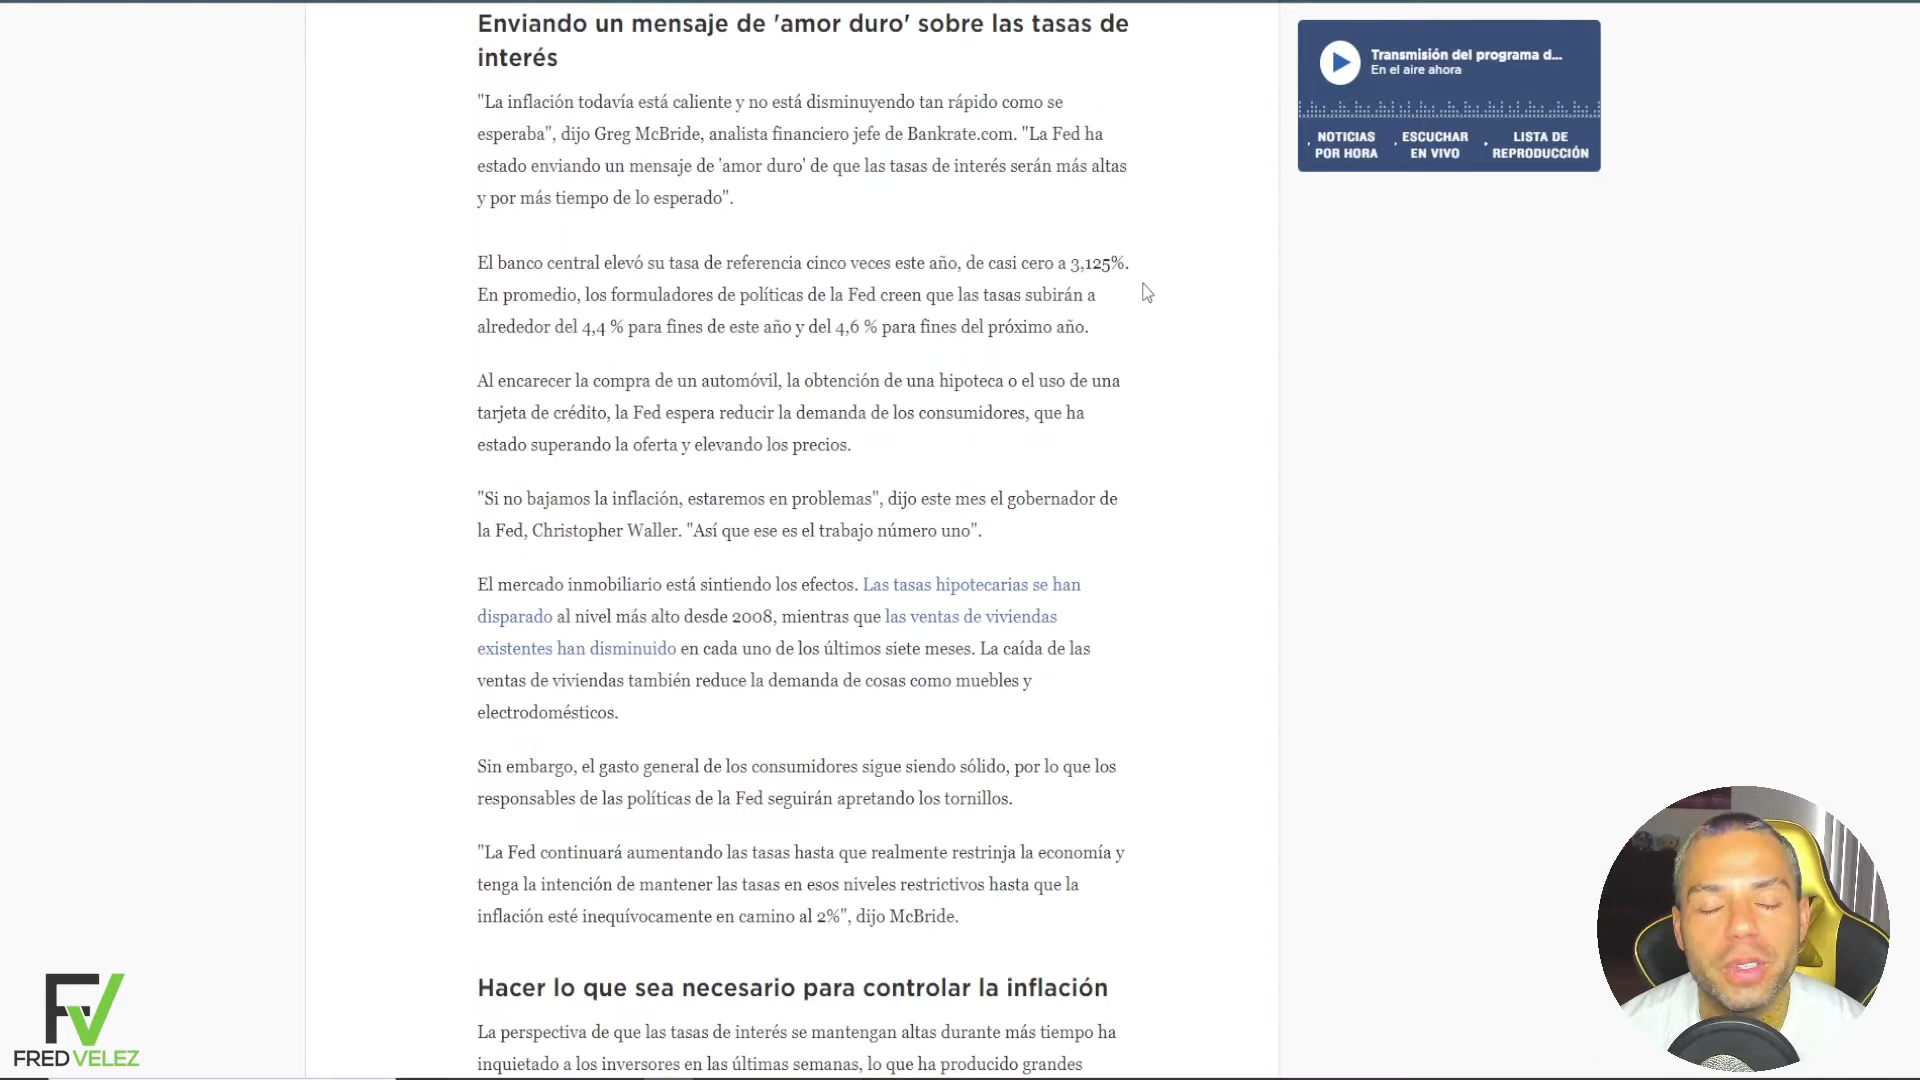 Enviando un mensaje de 'amor duro' sobre las tasas de
interés
"La inflación todavía está caliente y no está disminuyendo tan rápido como se
esperaba", dijo Greg McBride, analista financiero jefe de Bankrate.com. "La Fed ha
estado enviando un mensaje de 'amor duro' de que las tasas de interés serán más altas
y por más tiempo de lo esperado".
El banco central elevó su tasa de referencia cinco veces este año, de casi cero a 3,125%.
En promedio, los formuladores de políticas de la Fed creen que las tasas subirán a
alrededor del 4,4 % para fines de este año y del 4,6 % para fines del próximo año.
Al encarecer la compra de un automóvil, la obtención de una hipoteca o el uso de una
tarjeta de crédito, la Fed espera reducir la demanda de los consumidores, que ha
estado superando la oferta y elevando los precios.
"Si no bajamos la inflación, estaremos en problemas", dijo este mes el gobernador de
la Fed, Christopher Waller. "Así que ese es el trabajo número uno".
El mercado inmobiliario está sintiendo los efectos. Las tasas hipotecarias se han
disparado al nivel más alto desde 2008, mientras que las ventas de viviendas
existentes han disminuido en cada uno de los últimos siete meses. La caída de las
ventas de viviendas también reduce la demanda de cosas como muebles y
electrodomésticos.
Sin embargo, el gasto general de los consumidores sigue siendo sólido, por lo que los
responsables de las políticas de la Fed seguirán apretando los tornillos.
"La Fed continuará aumentando las tasas hasta que realmente restrinja la economía y
tenga la intención de mantener las tasas en esos niveles restrictivos hasta que la
inflación esté inequívocamente en camino al 2%", dijo McBride.
Hacer lo que sea necesario para controlar la inflación
La perspectiva de que las tasas de interés se mantengan altas durante más tiempo ha
inquietado a los inversores en las últimas semanas, lo que ha producido grandes
Transmisión del programa d...
En el aire ahora
NOTICIAS POR HORA
ESCUCHAR EN VIVO
LISTA DE REPRODUCCIÓN
FV
FRED VELEZ